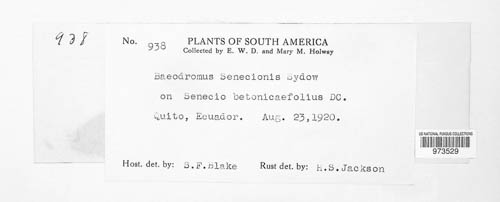 938
No. 938
PLANTS OF SOUTH AMERICA
Collected by E. W. D. and Mary M. Holway
Baeodromus Senecionis Sydow
on Senecio betonicaefolius DC.
Quito, Ecuador. Aug. 23,1920.
US NATIONAL FUNGUS COLLECTIONS
973529
Host. det. by: S.F.Blake Rust det. by: H.S.Jackson